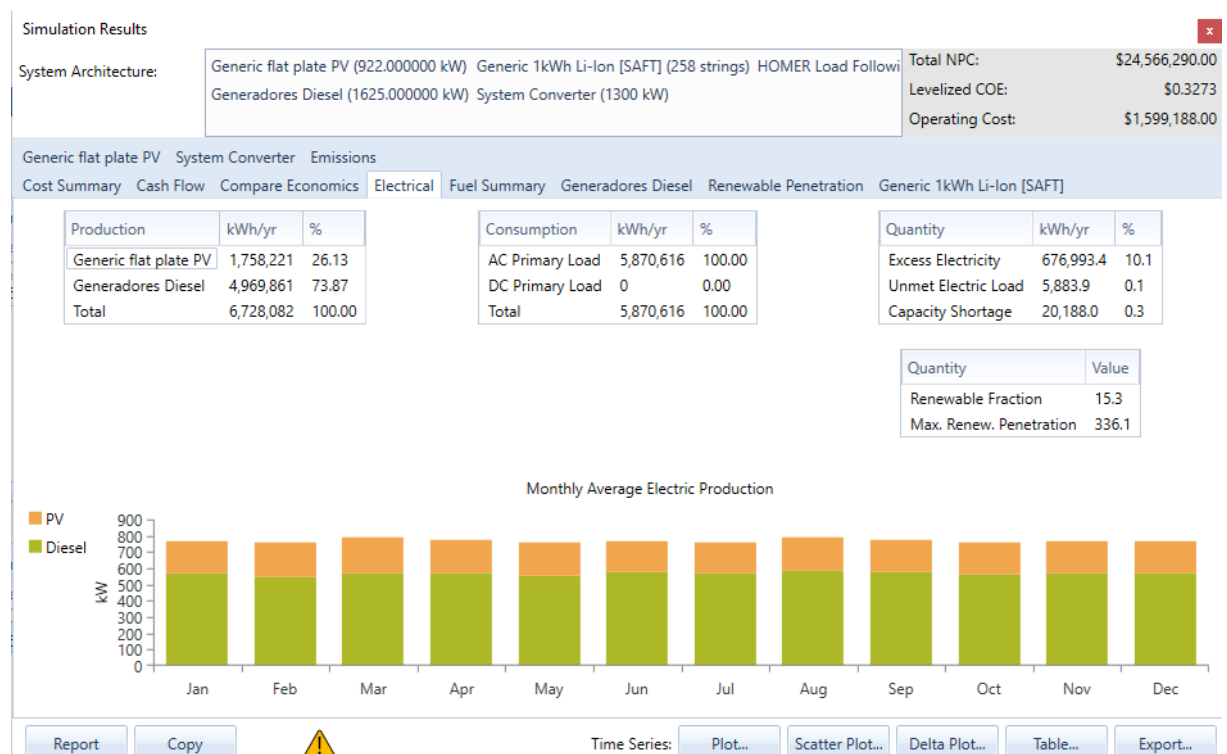 Simulation Results
x
System Architecture:
Generic flat plate PV (922.000000 kW) Generic 1kWh Li-Ion [SAFT] (258 strings) HOMER Load Followi
Generadores Diesel (1625.000000 kW) System Converter (1300 kW)
Total NPC: $24,566,290.00
Levelized COE: $0.3273
Operating Cost: $1,599,188.00
Generic flat plate PV System Converter Emissions
Cost Summary Cash Flow Compare Economics Electrical Fuel Summary Generadores Diesel Renewable Penetration Generic 1kWh Li-Ion [SAFT]
Production kWh/yr %
Generic flat plate PV 1,758,221 26.13
Generadores Diesel 4,969,861 73.87
Total 6,728,082 100.00
Consumption kWh/yr %
AC Primary Load 5,870,616 100.00
DC Primary Load 0 0.00
Total 5,870,616 100.00
Quantity kWh/yr %
Excess Electricity 676,993.4 10.1
Unmet Electric Load 5,883.9 0.1
Capacity Shortage 20,188.0 0.3
Quantity Value
Renewable Fraction 15.3
Max. Renew. Penetration 336.1
Monthly Average Electric Production
PV
Diesel
kW
900
800
700
600
500
400
300
200
100
0
Jan Feb Mar Apr May Jun Jul Aug Sep Oct Nov Dec
Report Copy Time Series: Plot... Scatter Plot... Delta Plot... Table... Export...